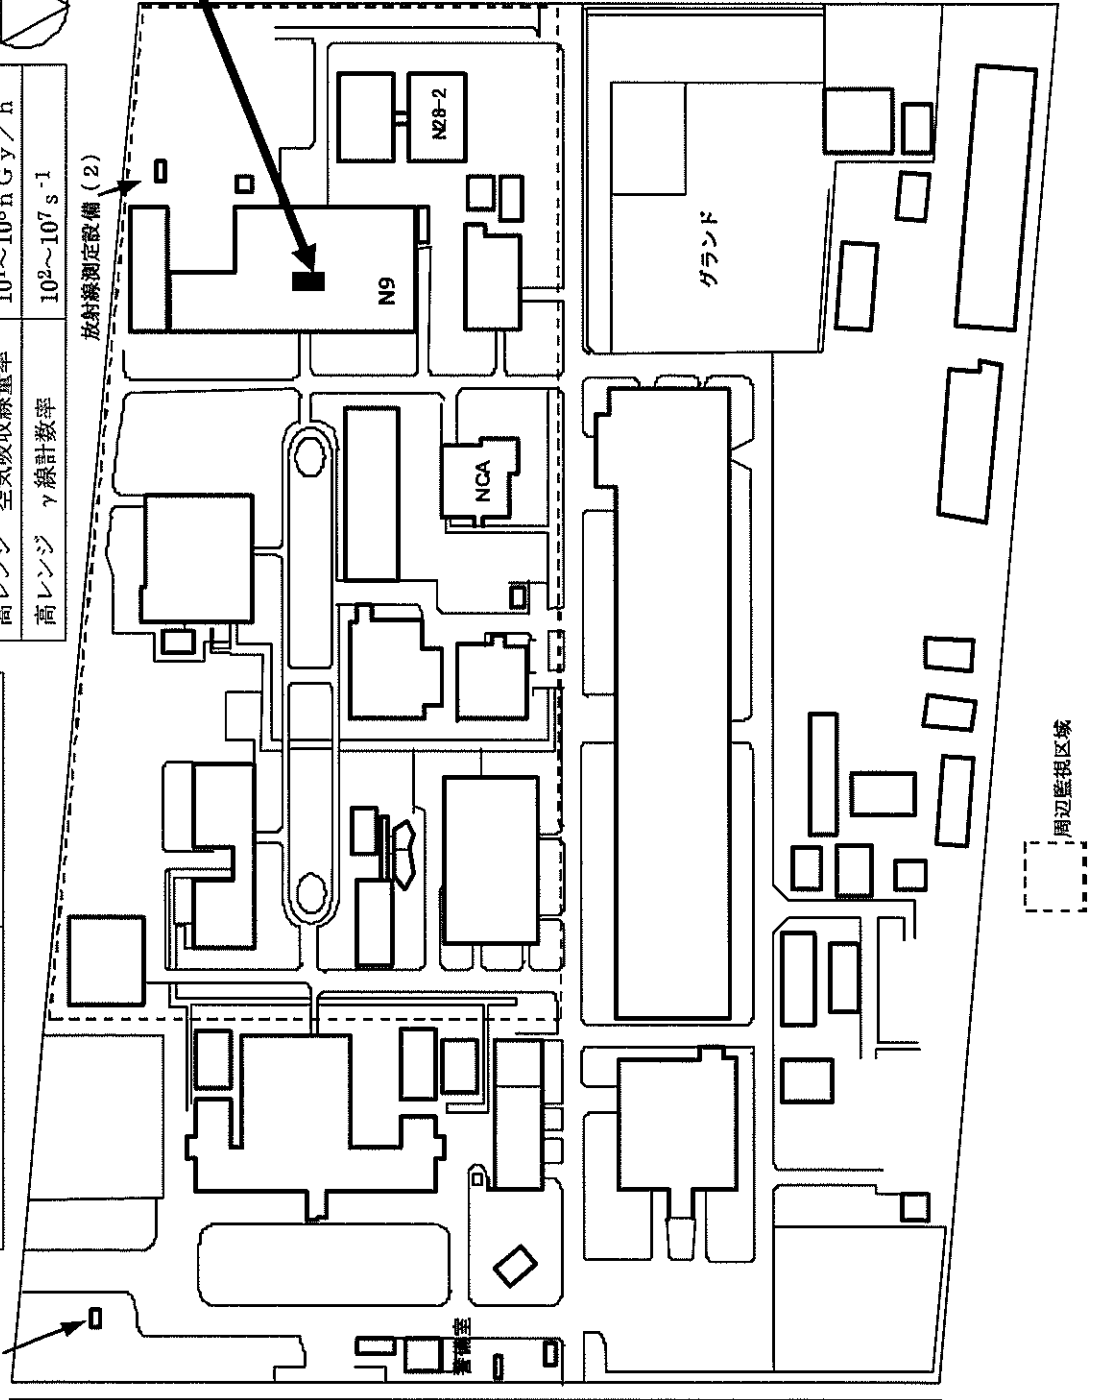 高レンジ 空気吸収線量率
10¹～10⁸nGy/h
高レンジ γ線計数率
10²～10⁷s⁻¹
放射線測定設備(2)
N28-2
N9
グランド
NCA
警備室
周辺監視区域